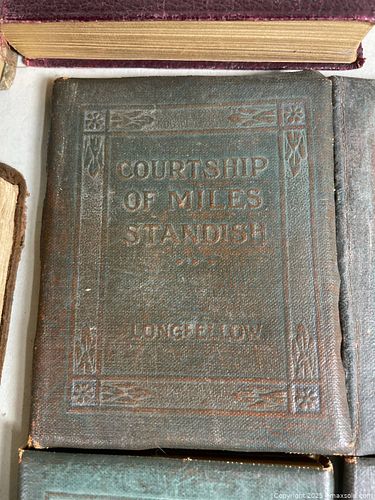 COURTSHIP
OF MILES
STANDISH
LONGFELLOW
Copyright 2025 - maxsold.com